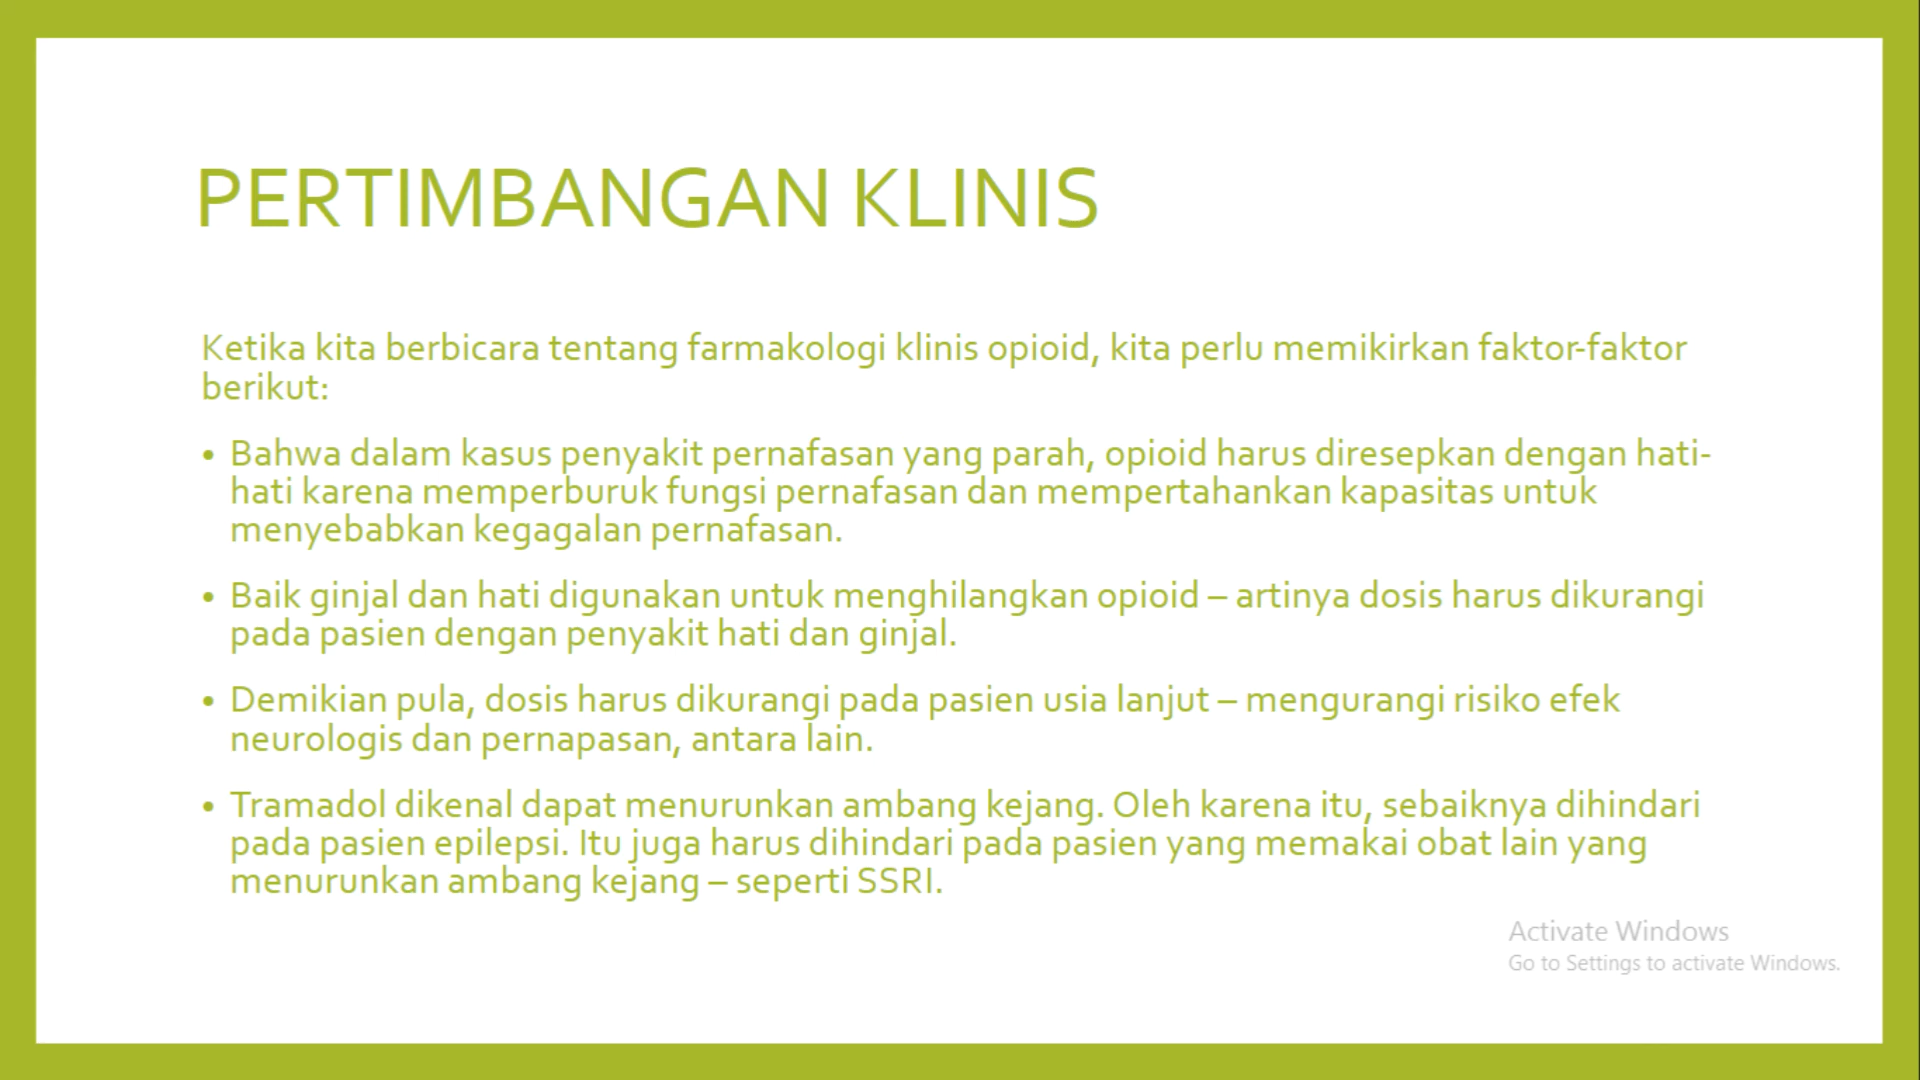 PERTIMBANGAN KLINIS
Ketika kita berbicara tentang farmakologi klinis opioid, kita perlu memikirkan faktor-faktor
berikut:
• Bahwa dalam kasus penyakit pernafasan yang parah, opioid harus diresepkan dengan hati-
hati karena memperburuk fungsi pernafasan dan mempertahankan kapasitas untuk
menyebabkan kegagalan pernafasan.
• Baik ginjal dan hati digunakan untuk menghilangkan opioid – artinya dosis harus dikurangi
pada pasien dengan penyakit hati dan ginjal.
• Demikian pula, dosis harus dikurangi pada pasien usia lanjut – mengurangi risiko efek
neurologis dan pernapasan, antara lain.
• Tramadol dikenal dapat menurunkan ambang kejang. Oleh karena itu, sebaiknya dihindari
pada pasien epilepsi. Itu juga harus dihindari pada pasien yang memakai obat lain yang
menurunkan ambang kejang – seperti SSRI.
Activate Windows
Go to Settings to activate Windows.